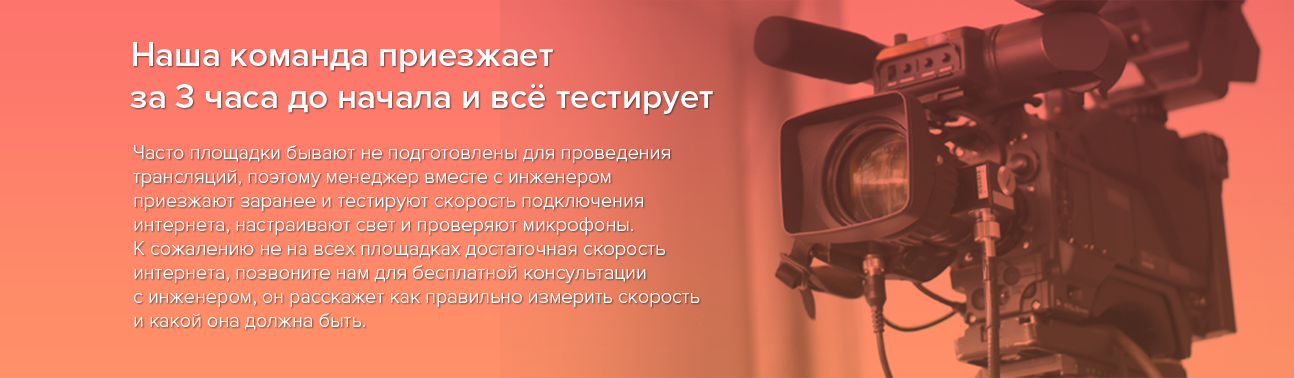 Наша команда приезжает
за 3 часа до начала и всё тестирует
Часто площадки бывают не подготовлены для проведения
трансляций, поэтому менеджер вместе с инженером
приезжают заранее и тестируют скорость подключения
интернета, настраивают свет и проверяют микрофоны.
К сожалению не на всех площадках достаточная скорость
интернета, позвоните нам для бесплатной консультации
с инженером, он расскажет как правильно измерить скорость
и какой она должна быть.